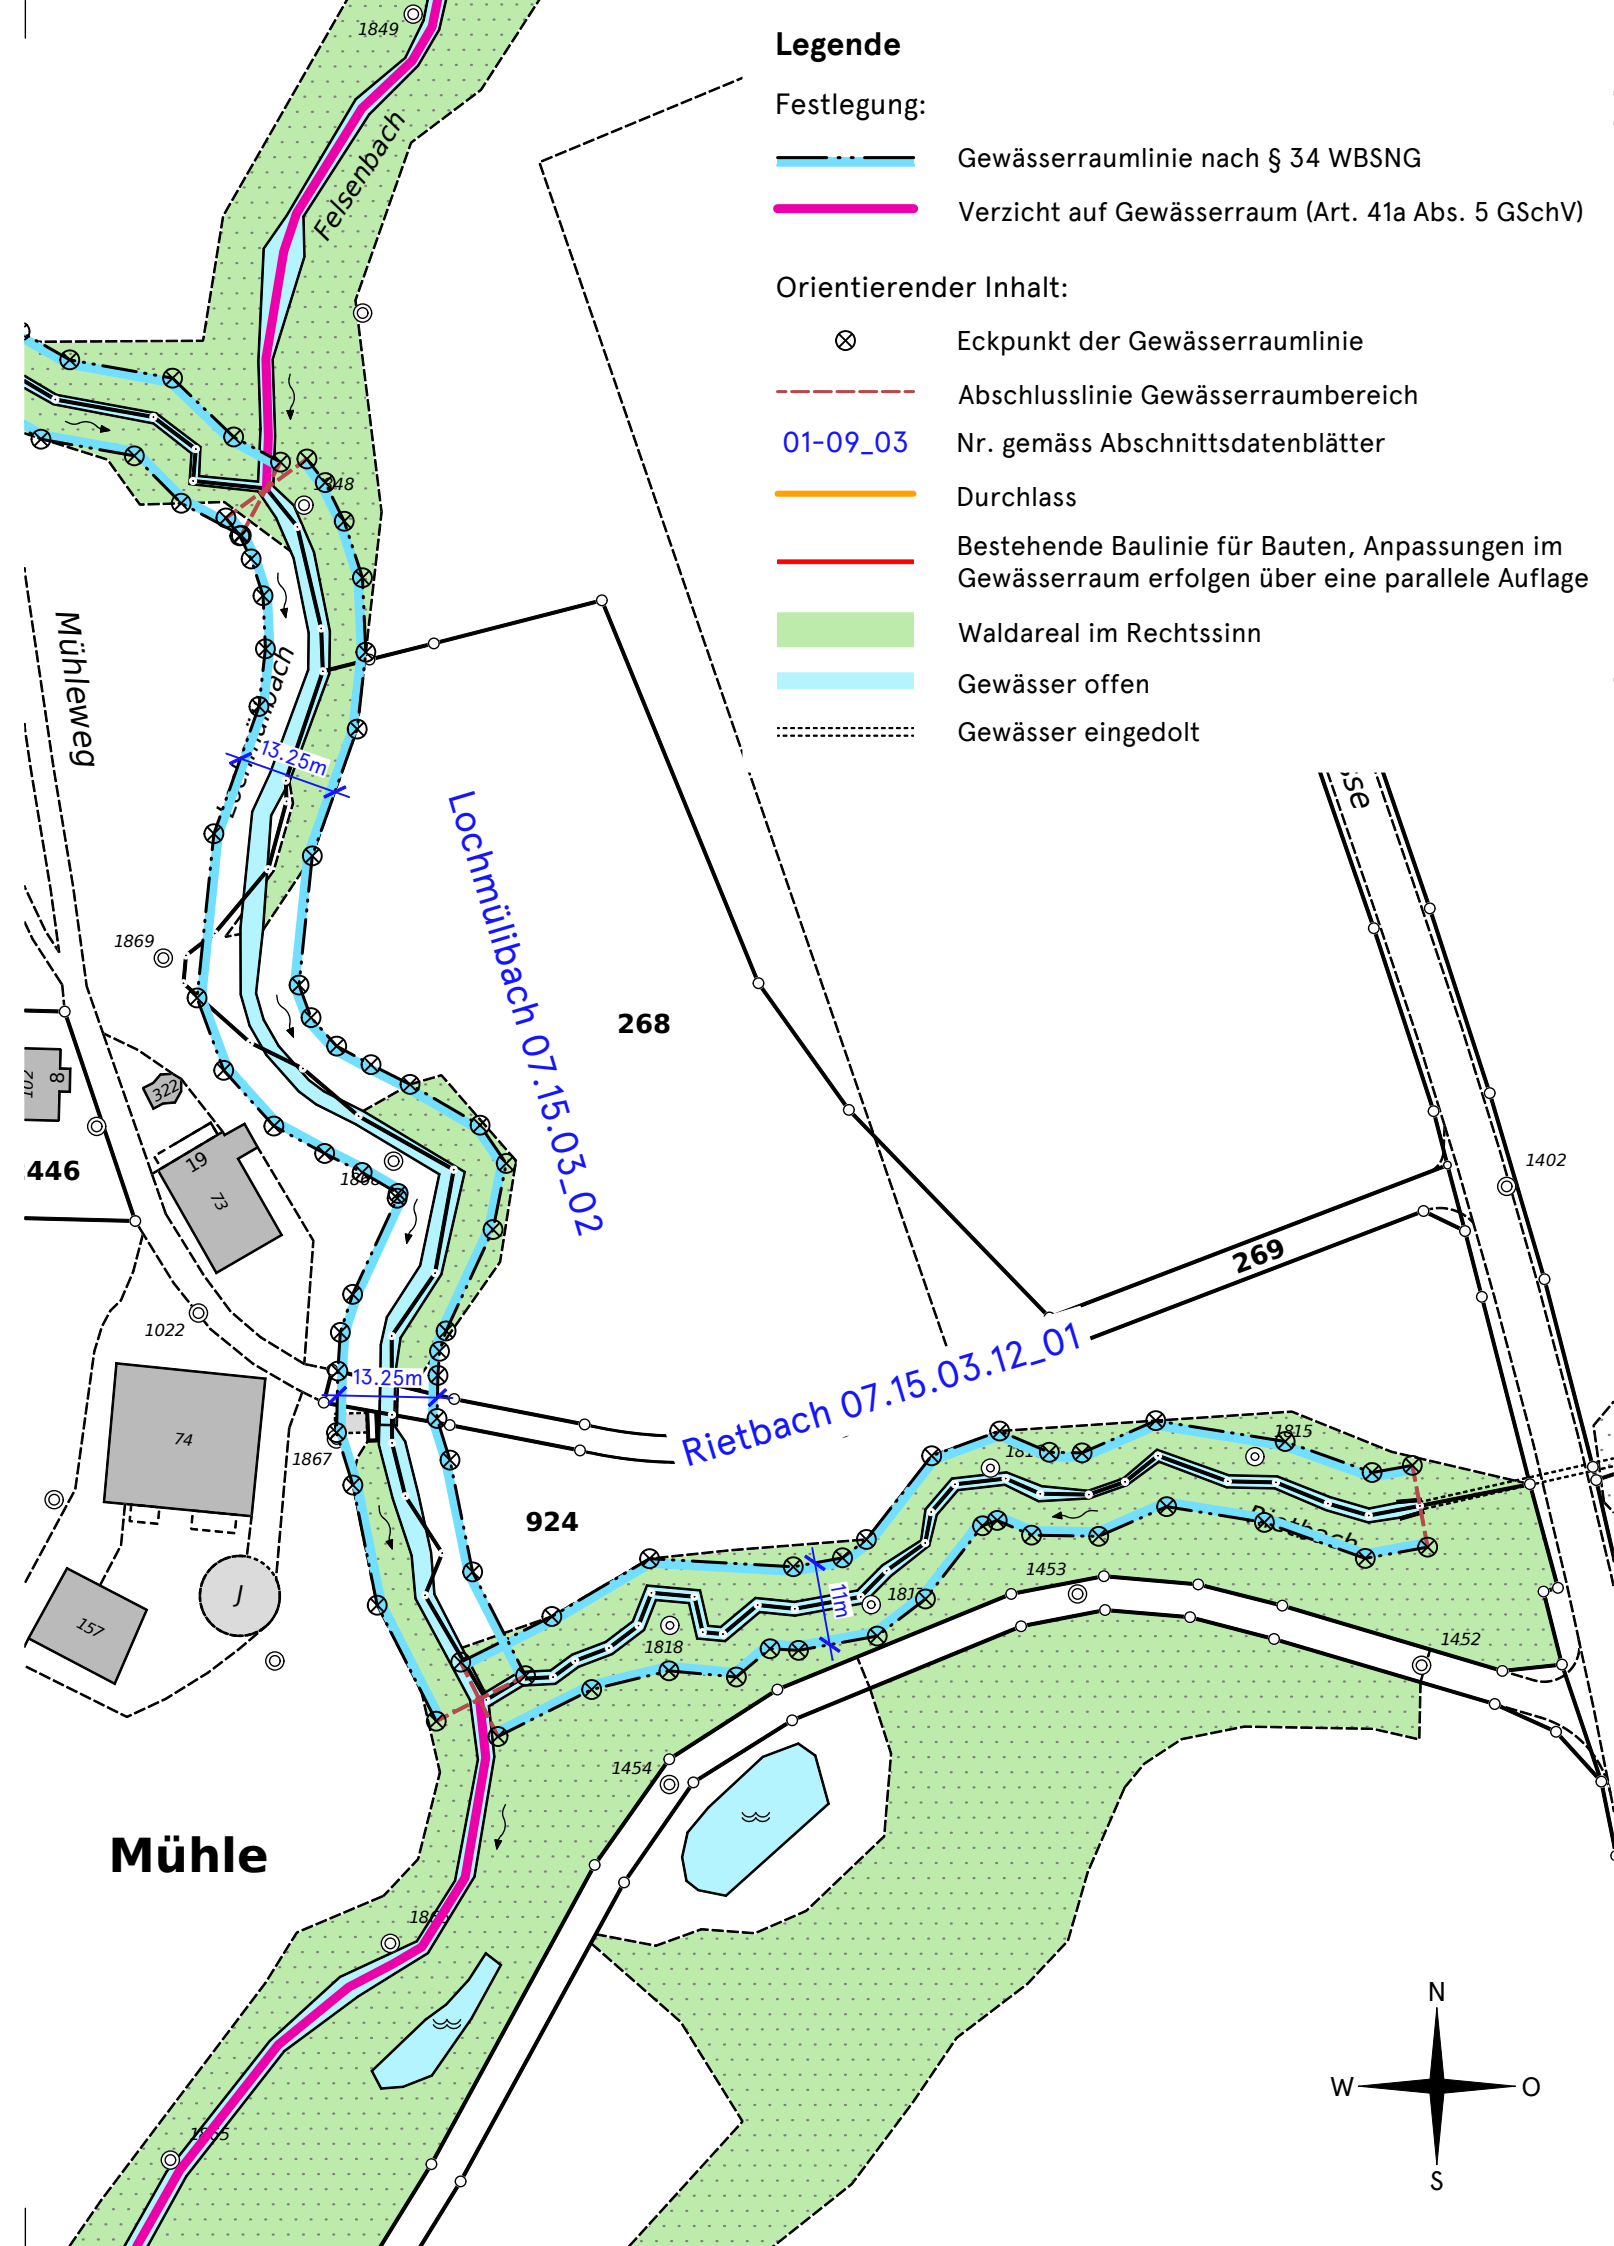 Legende
Festlegung:
Gewässerraumlinie nach § 34 WBSNG
Verzicht auf Gewässerraum (Art. 41a Abs. 5 GSchV)
Orientierender Inhalt:
Eckpunkt der Gewässerraumlinie
Abschlusslinie Gewässerraumbereich
01-09_03 Nr. gemäss Abschnittsdatenblätter
Durchlass
Bestehende Baulinie für Bauten, Anpassungen im
Gewässerraum erfolgen über eine parallele Auflage
Waldareal im Rechtssinn
Gewässer offen
Gewässer eingedolt
1849
Felsenbach
Mühleweg
13.25m
Lochmülibach 07.15.03_02
1869
268
8
322
446
19
73
1402
269
1022
13.25m
Rietbach 07.15.03.12_01
74
1867
1815
924
11m
1453
J
157
1818
1452
1454
Mühle
N
W
O
S